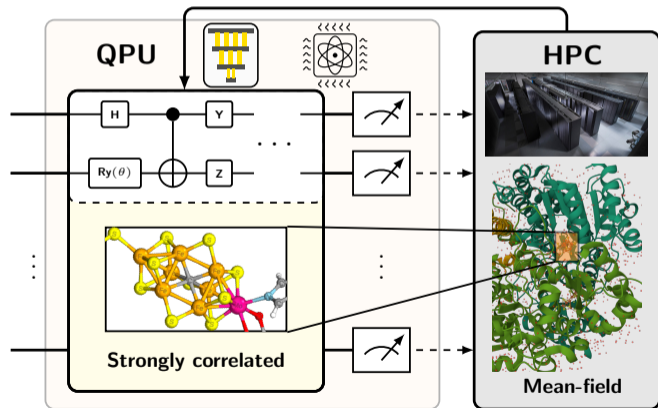 QPU
HPC
H
Y
Ry(θ)
Z
Strongly correlated
Mean-field